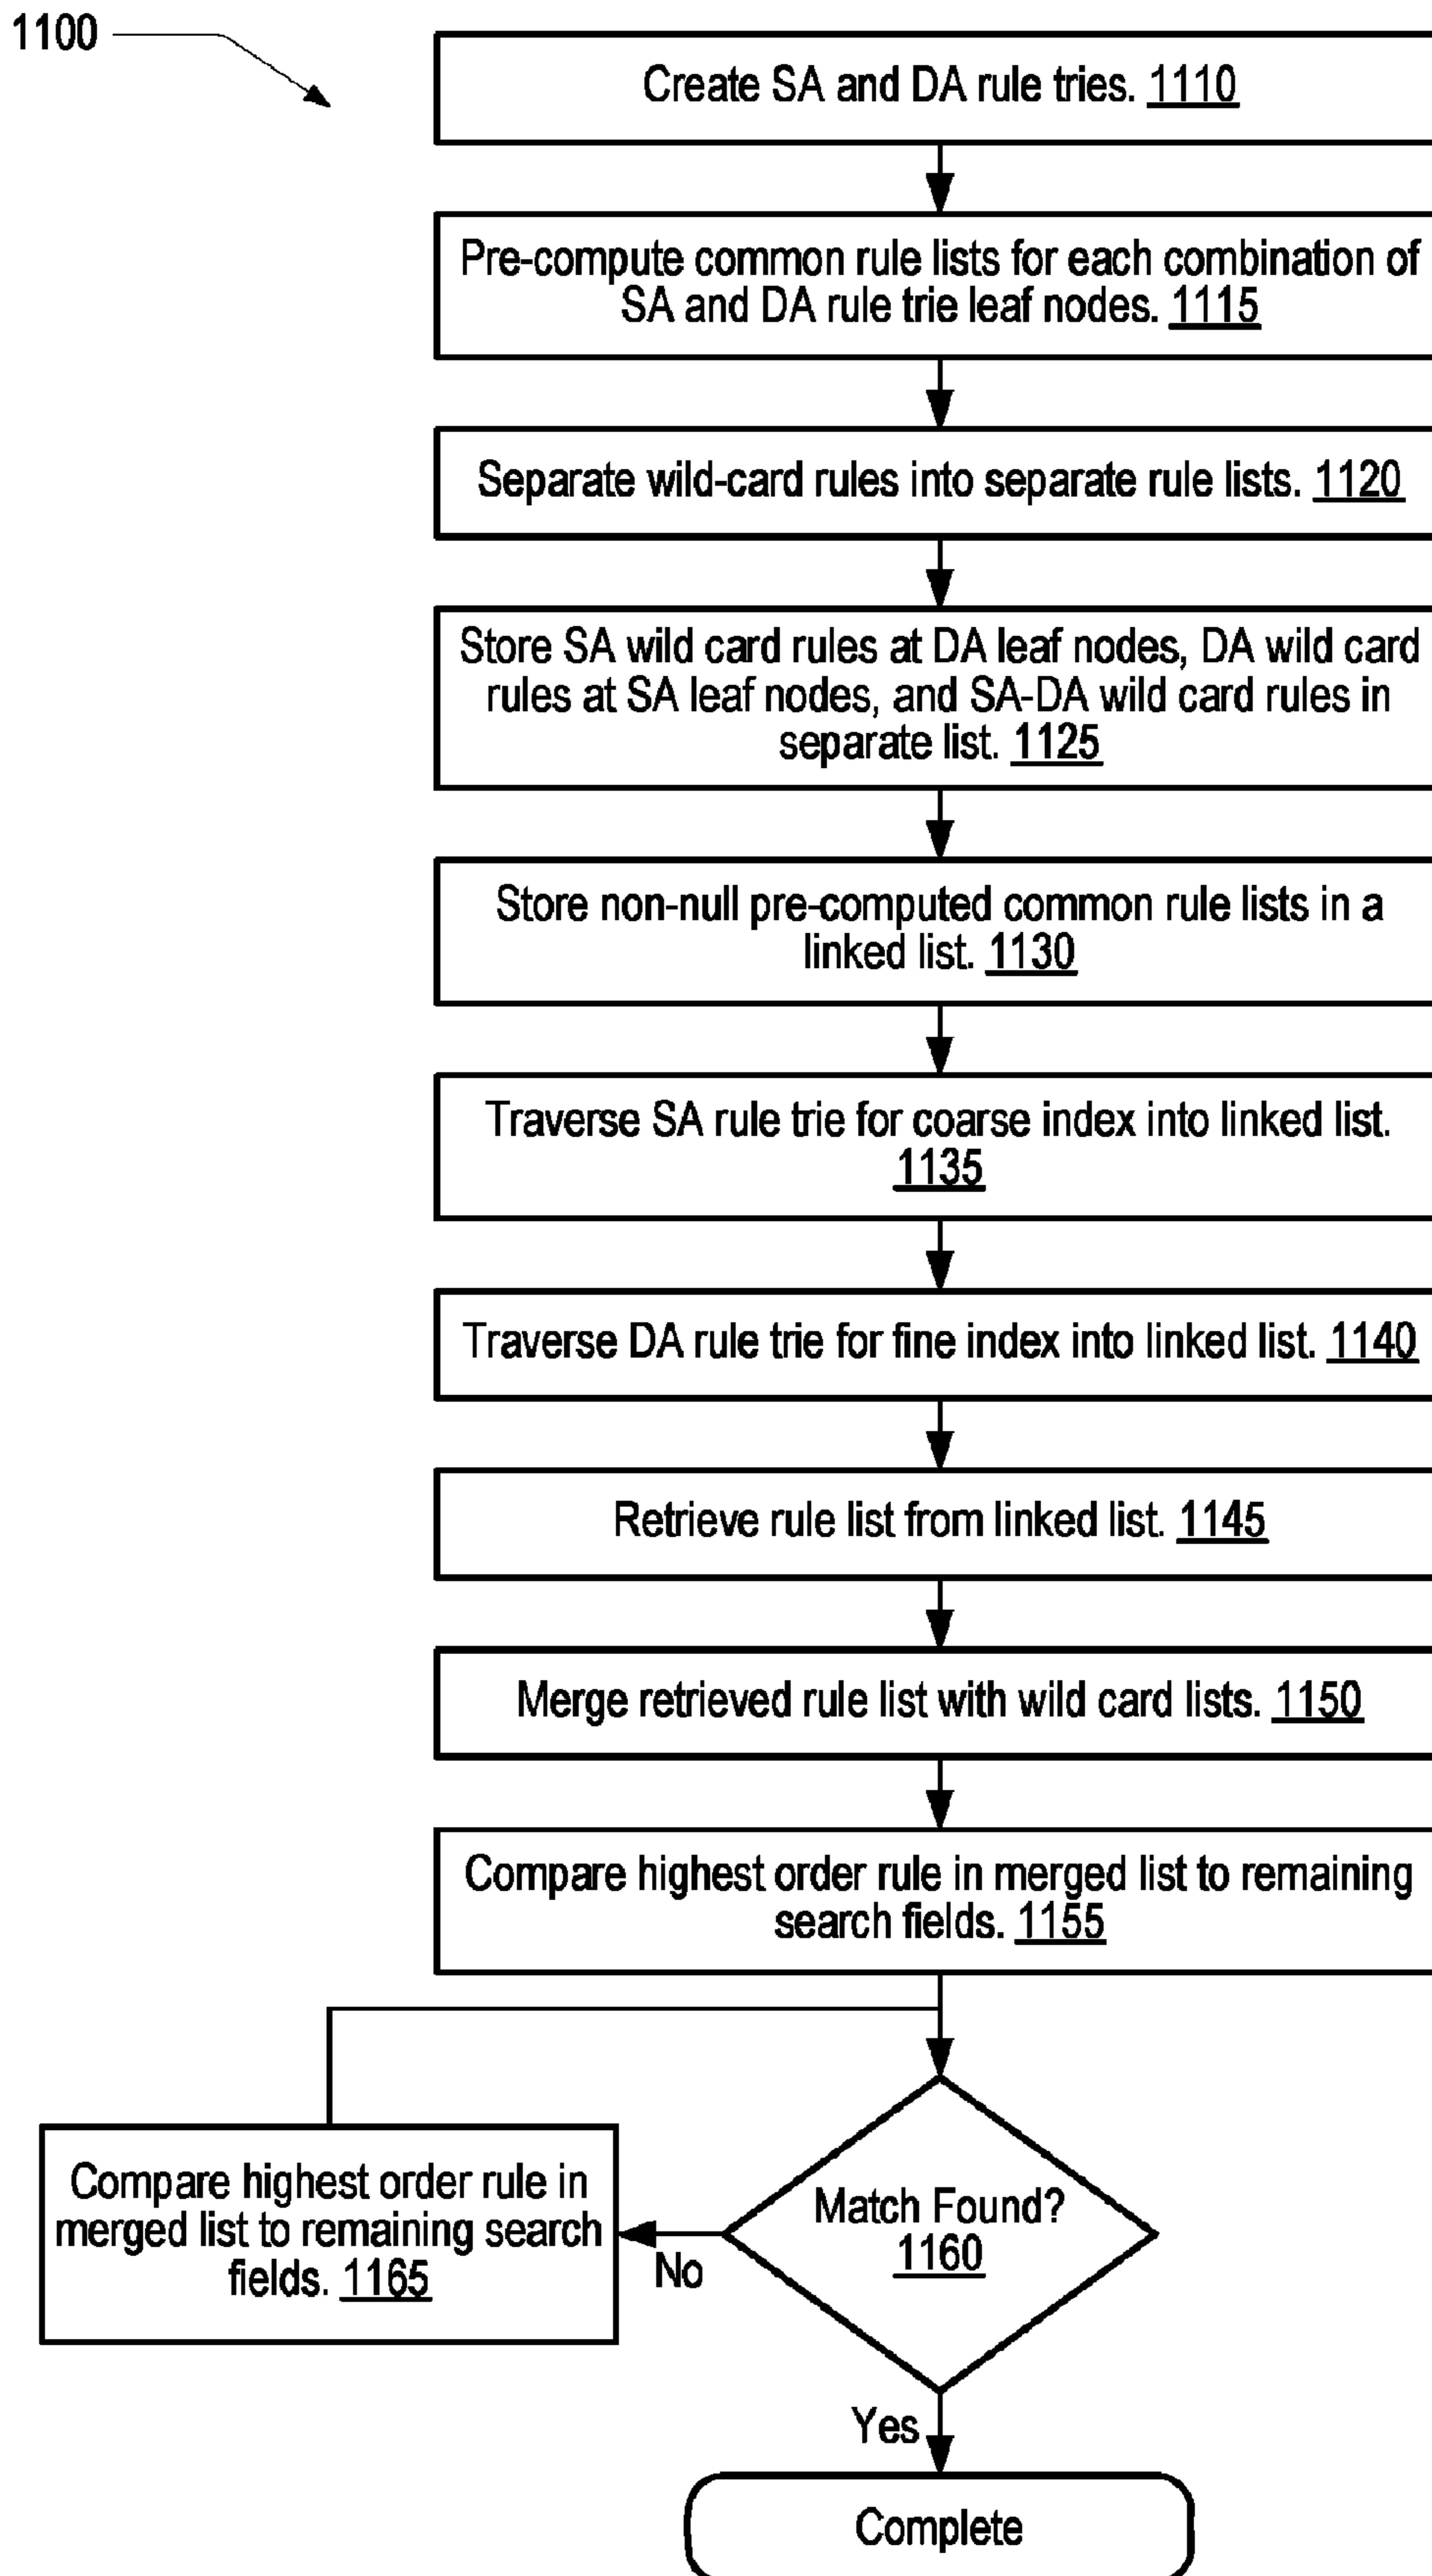 1100
Create SA and DA rule tries. 1110
Pre-compute common rule lists for each combination of
SA and DA rule trie leaf nodes. 1115
Separate wild-card rules into separate rule lists. 1120
Store SA wild card rules at DA leaf nodes, DA wild card
rules at SA leaf nodes, and SA-DA wild card rules in
separate list. 1125
Store non-null pre-computed common rule lists in a
linked list. 1130
Traverse SA rule trie for coarse index into linked list.
1135
Traverse DA rule trie for fine index into linked list. 1140
Retrieve rule list from linked list. 1145
Merge retrieved rule list with wild card lists. 1150
Compare highest order rule in merged list to remaining
search fields. 1155
Match Found?
1160
No
Compare highest order rule in
merged list to remaining search
fields. 1165
Yes
Complete